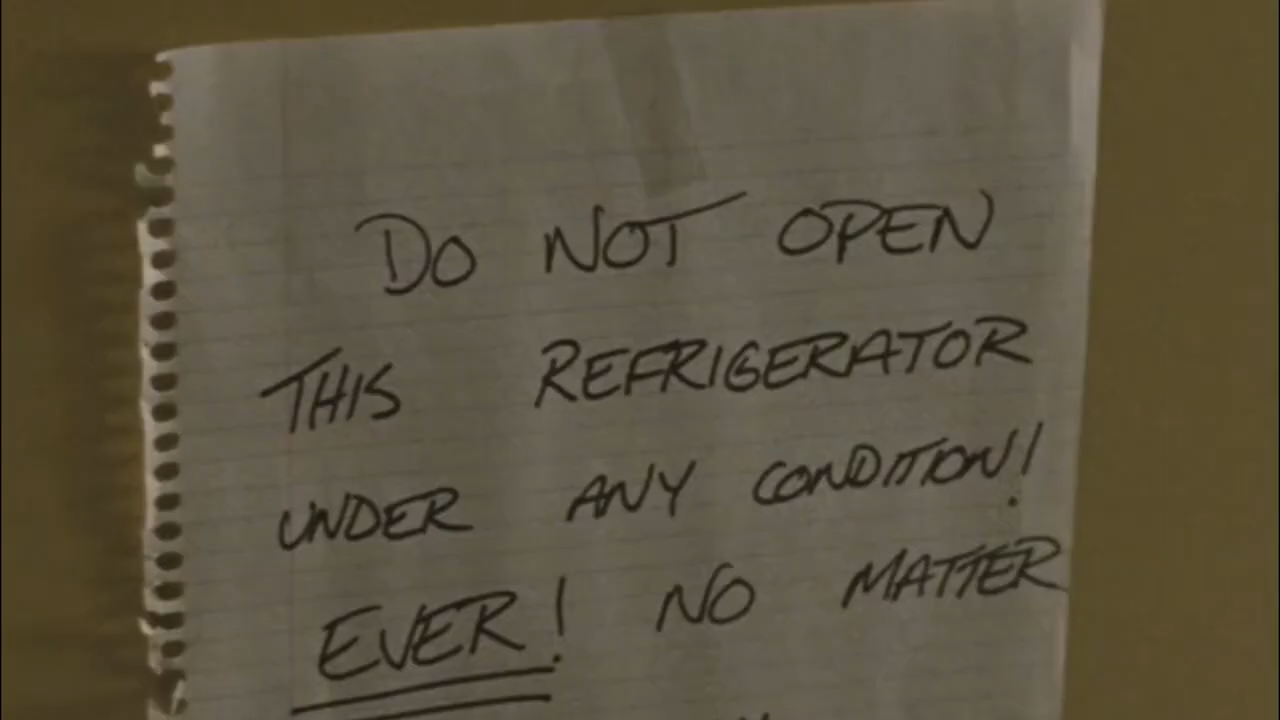 DO NOT OPEN
THIS REFRIGERATOR
UNDER ANY CONDITION!
EVER! NO MATTER